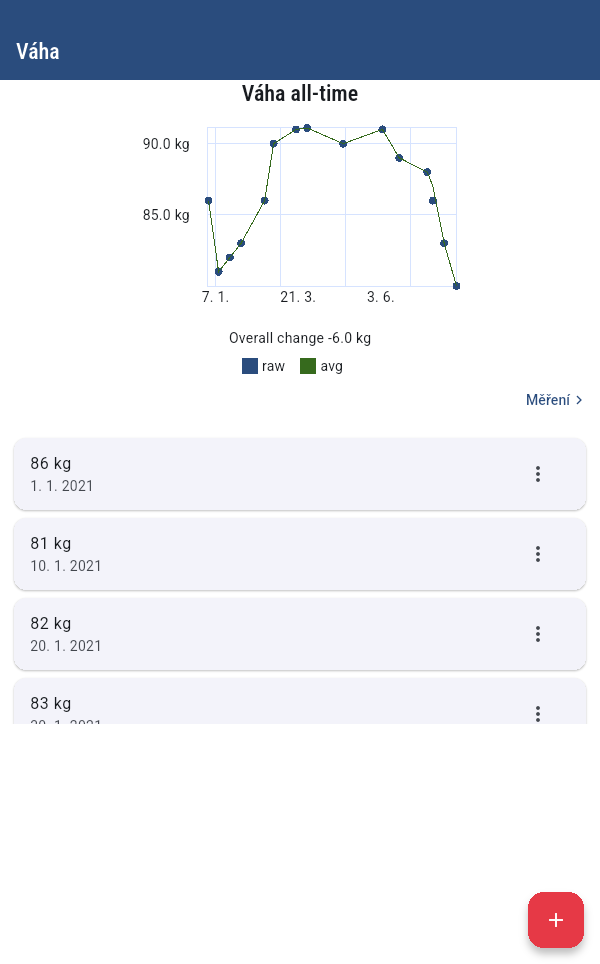 Váha
Váha all-time
90.0 kg
85.0 kg
7. 1.
21. 3.
3. 6.
Overall change -6.0 kg
raw
avg
Měření
86 kg
1. 1. 2021
81 kg
10. 1. 2021
82 kg
20. 1. 2021
83 kg